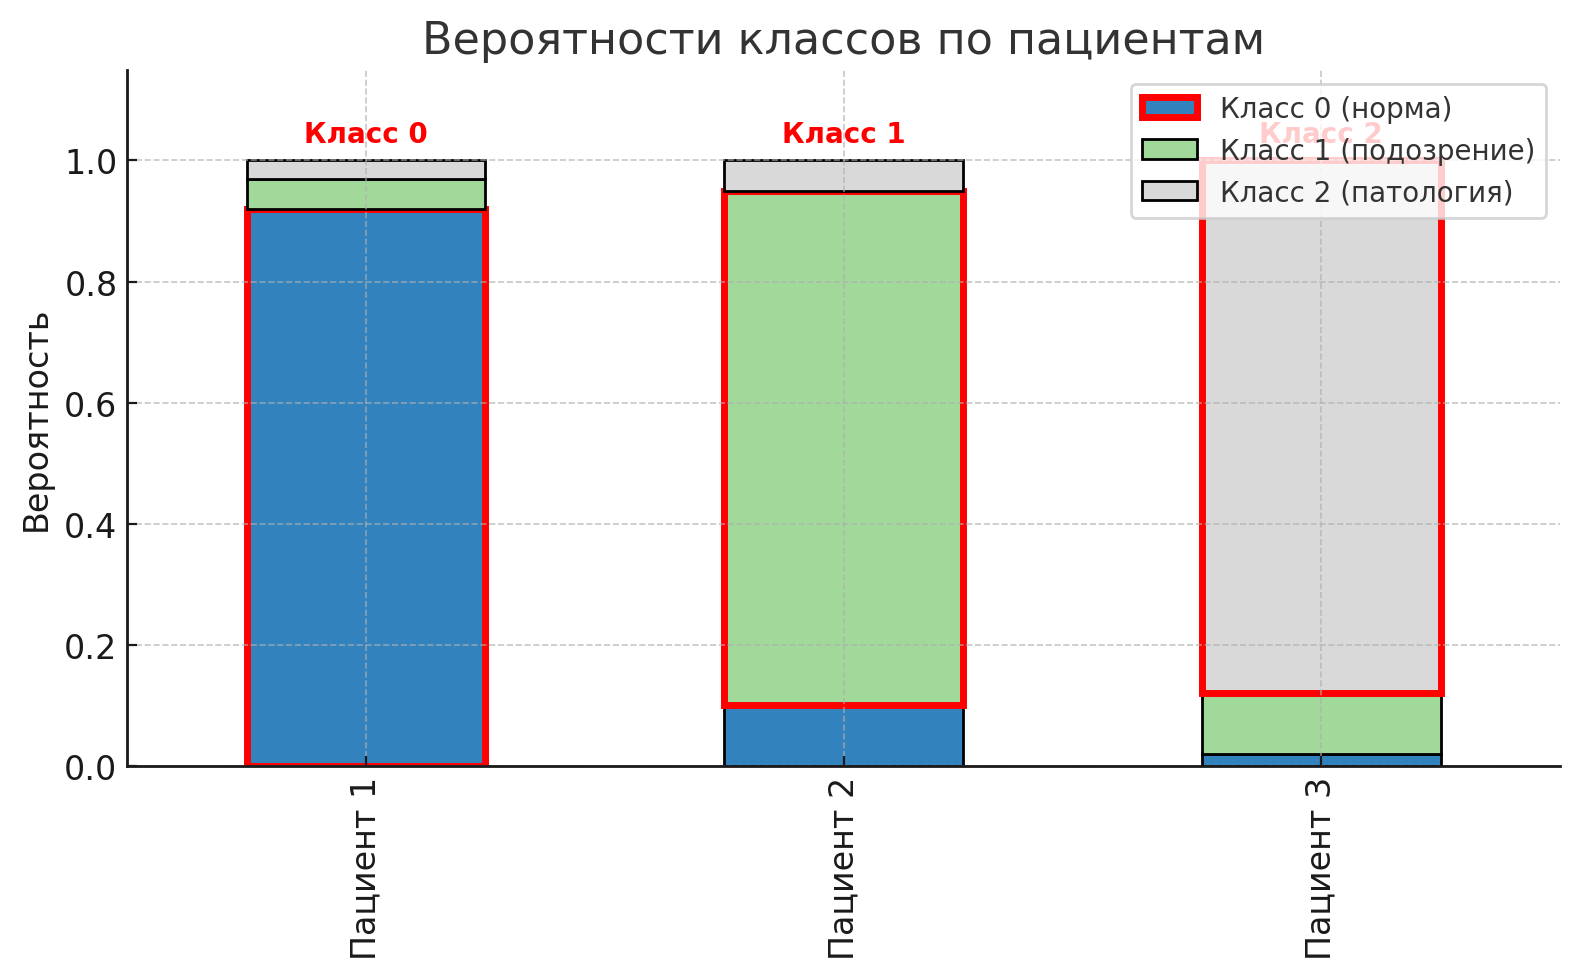 Вероятности классов по пациентам
Класс 0
Класс 1
Класс 2
Класс 0 (норма)
Класс 1 (подозрение)
Класс 2 (патология)
Вероятность
1.0
0.8
0.6
0.4
0.2
0.0
Пациент 1
Пациент 2
Пациент 3